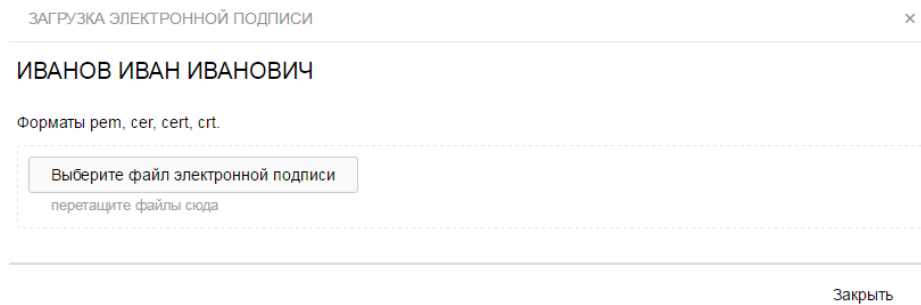 ЗАГРУЗКА ЭЛЕКТРОННОЙ ПОДПИСИ
ИВАНОВ ИВАН ИВАНОВИЧ
Форматы pem, cer, cert, crt.
Выберите файл электронной подписи
перетащите файлы сюда
Закрыть